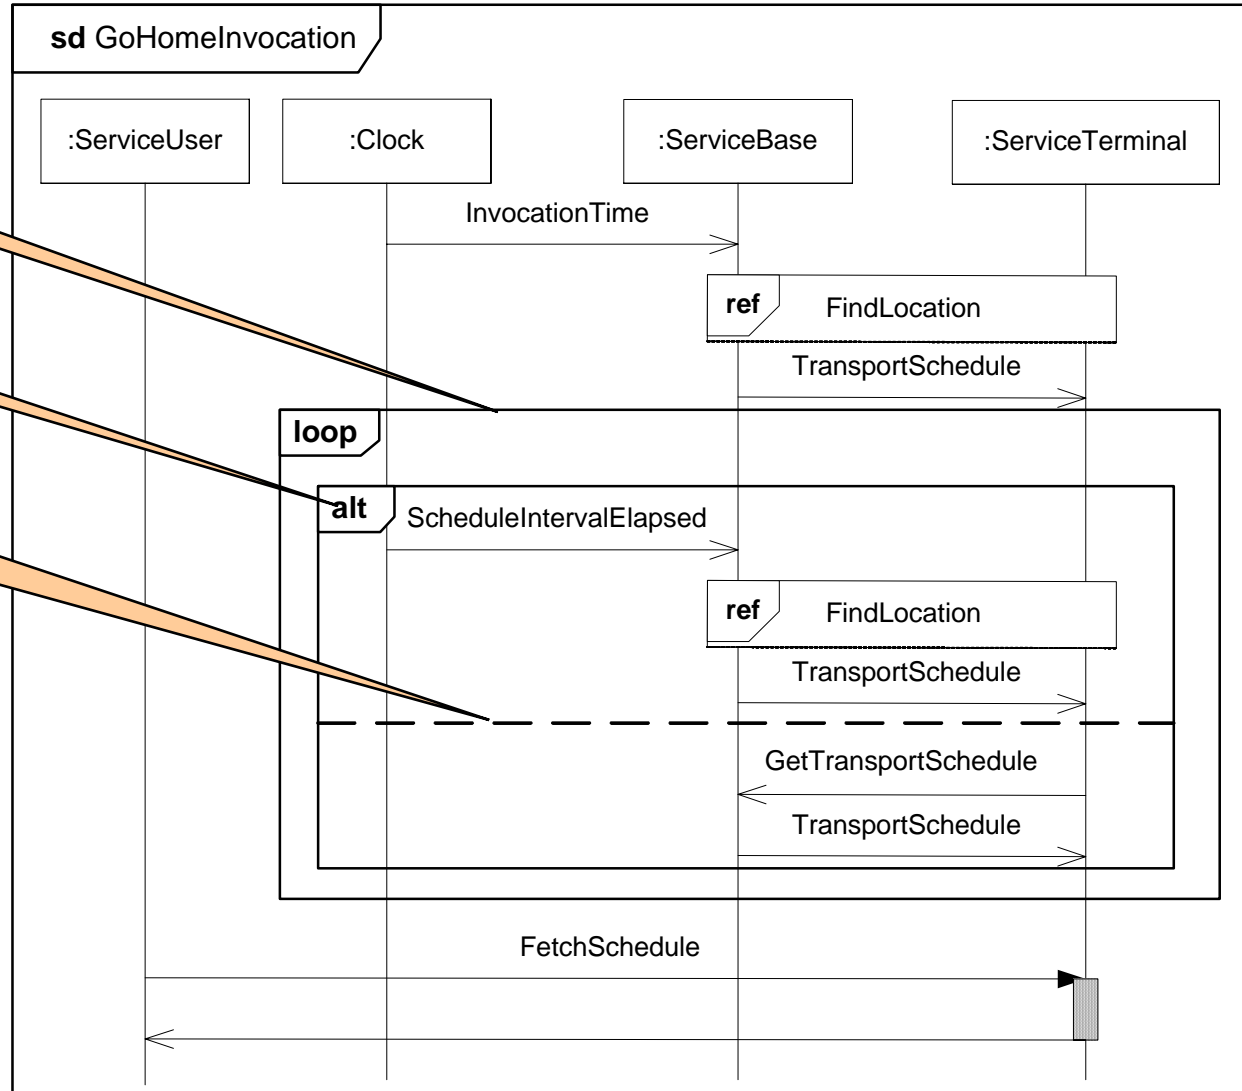 sd GoHomeInvocation
:ServiceUser
:Clock
:ServiceBase
:ServiceTerminal
InvocationTime
ref
FindLocation
TransportSchedule
loop
alt
ScheduleIntervalElapsed
ref
FindLocation
TransportSchedule
GetTransportSchedule
TransportSchedule
FetchSchedule